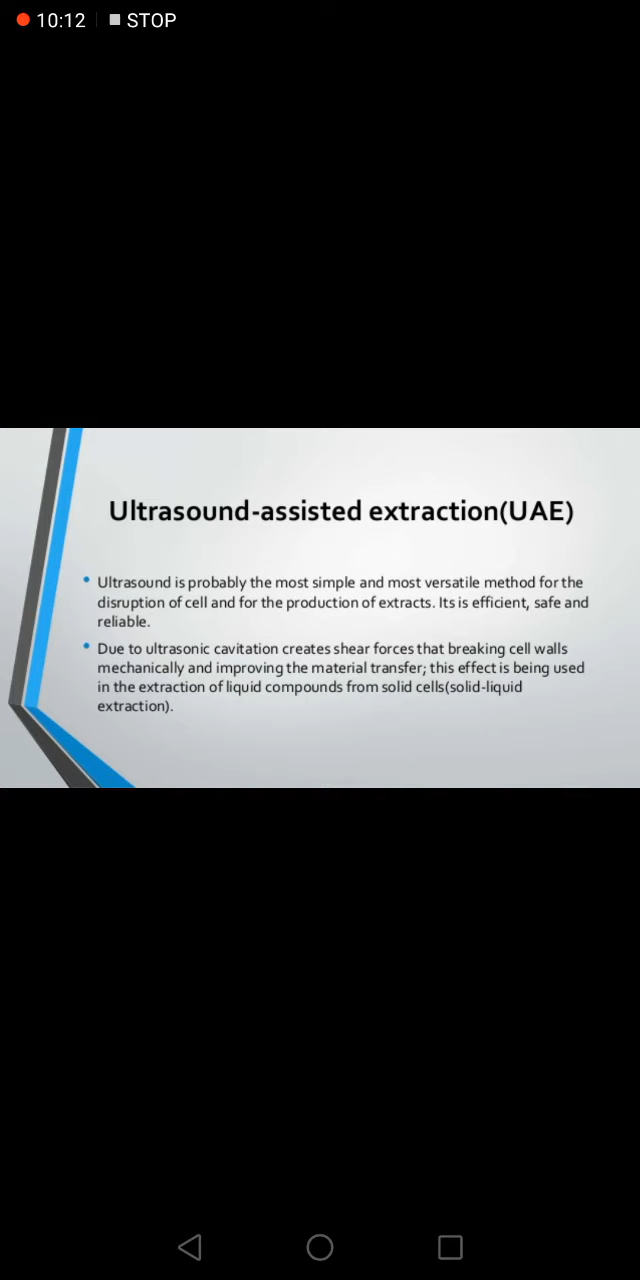 10:12 STOP
Ultrasound-assisted extraction(UAE)
• Ultrasound is probably the most simple and most versatile method for the
disruption of cell and for the production of extracts. Its is efficient, safe and
reliable.
• Due to ultrasonic cavitation creates shear forces that breaking cell walls
mechanically and improving the material transfer; this effect is being used
in the extraction of liquid compounds from solid cells(solid-liquid
extraction).